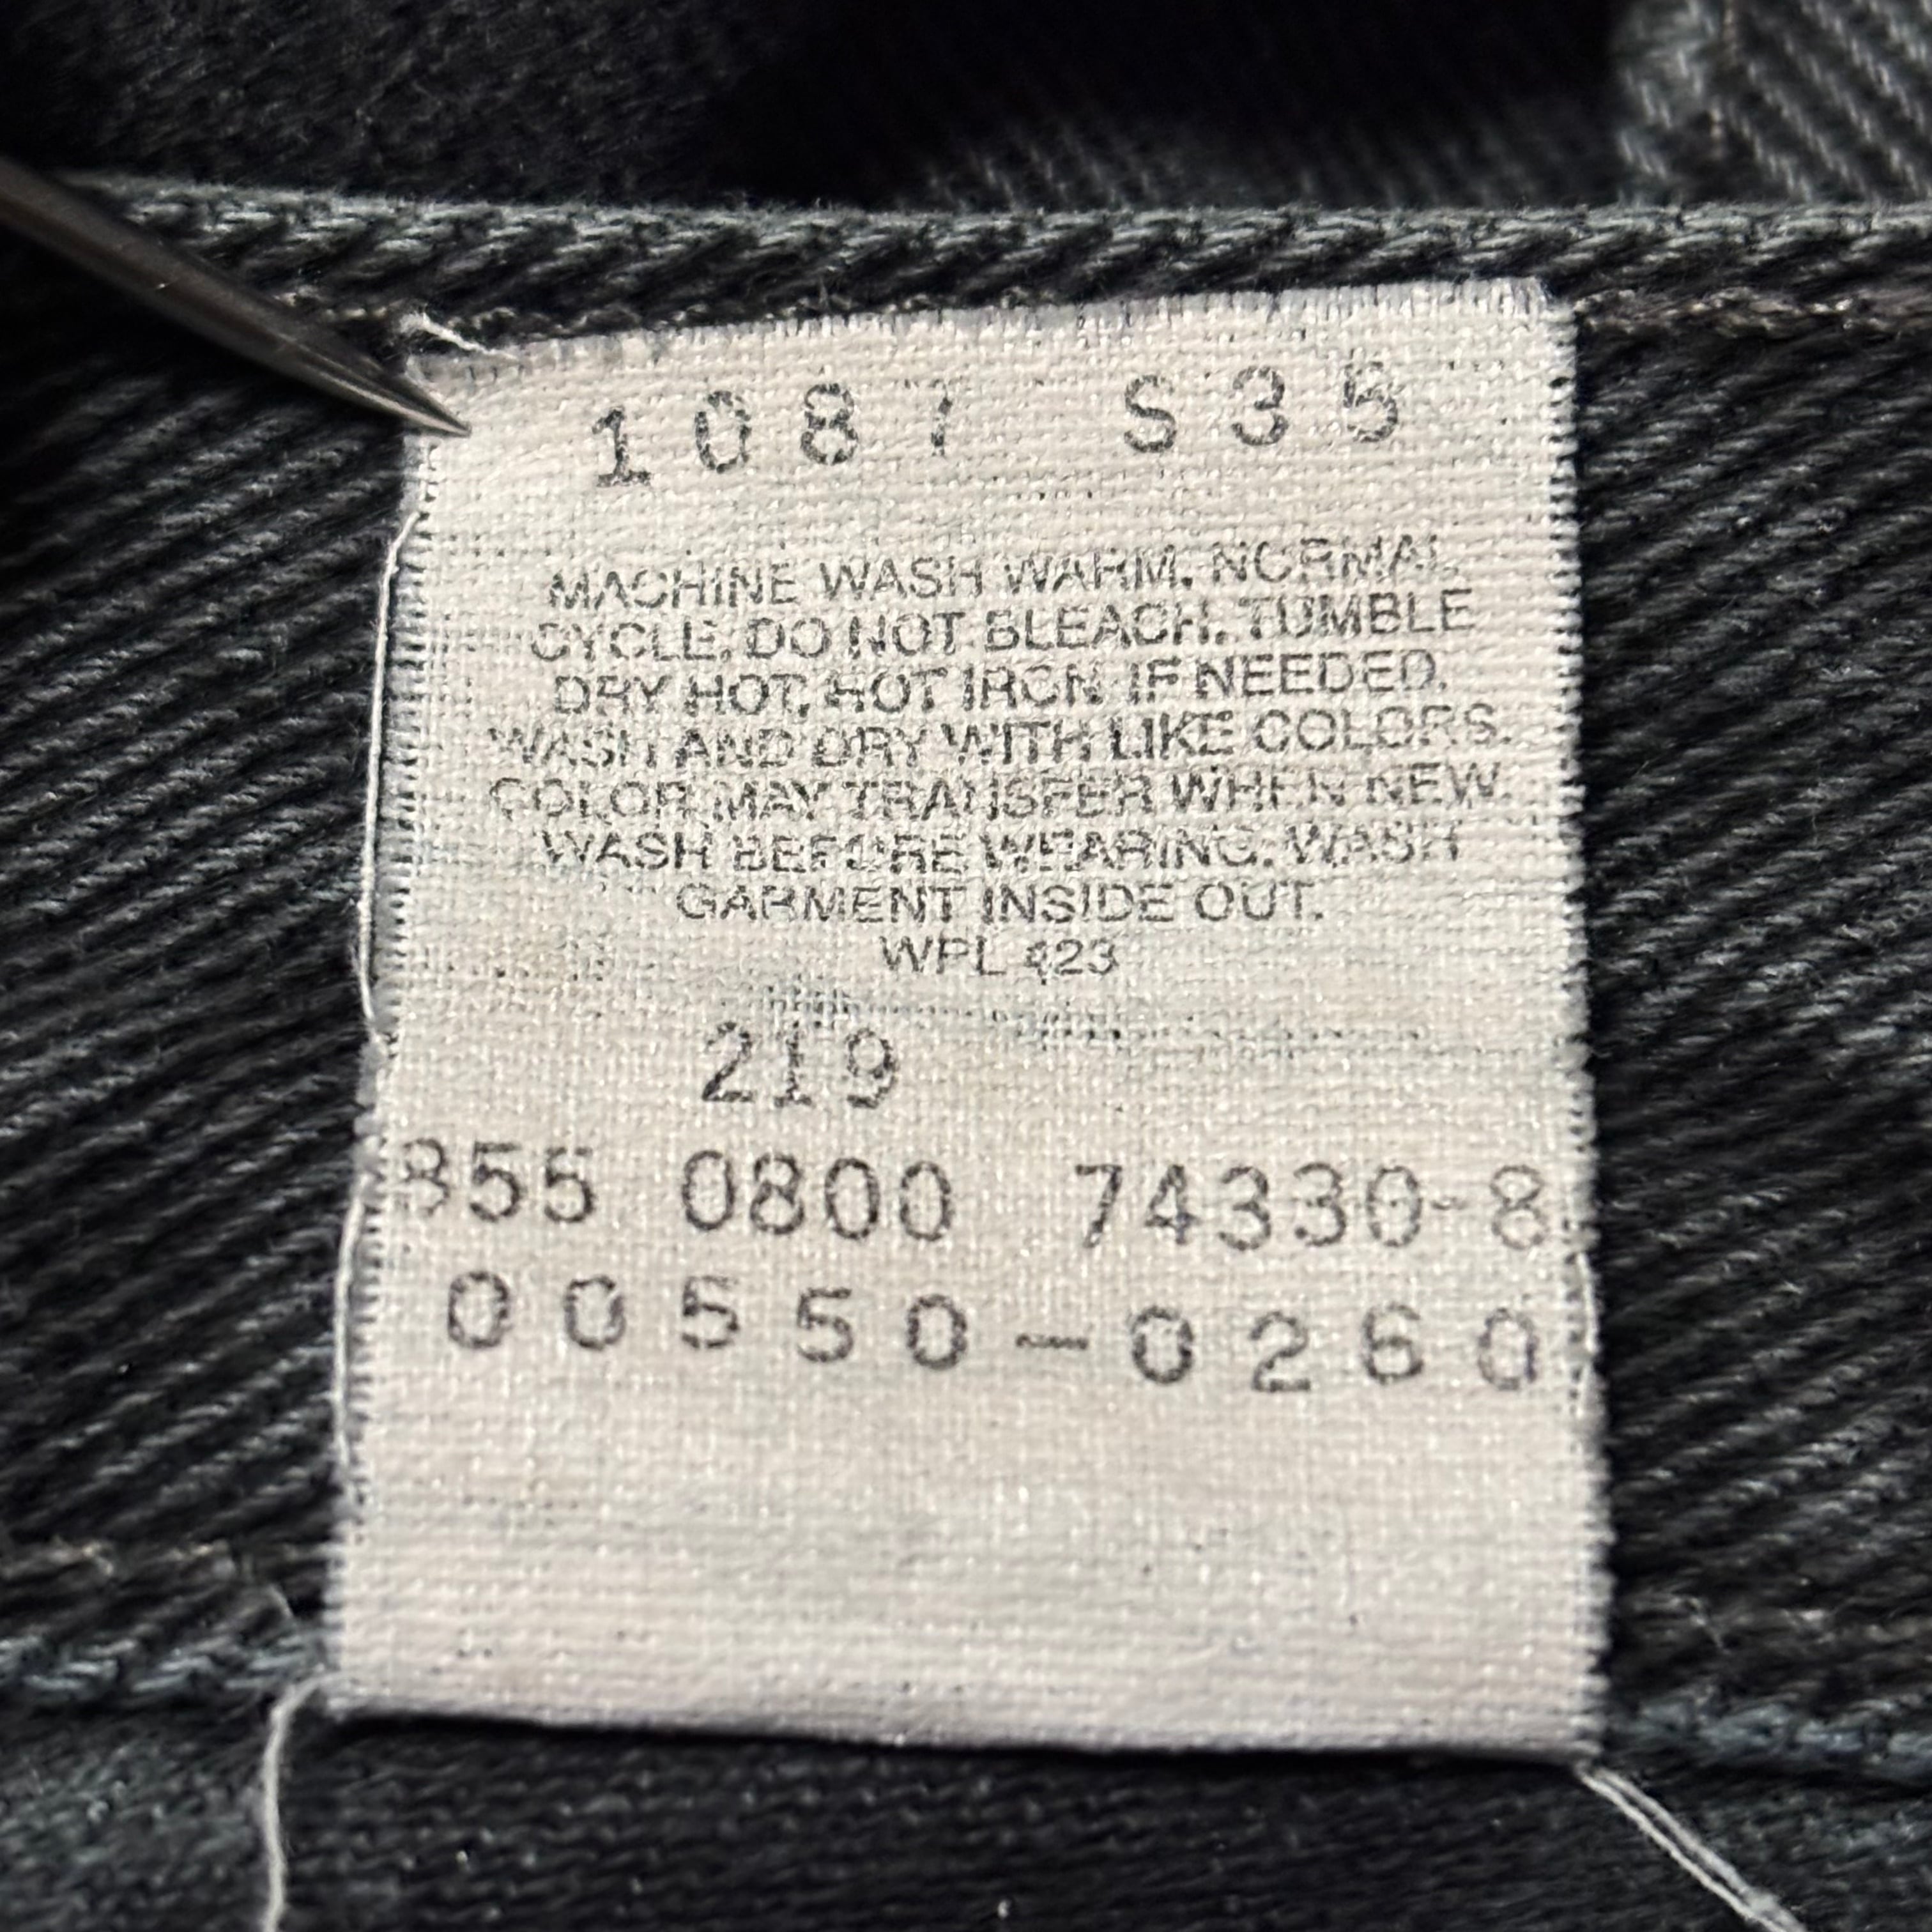 1087 S35
MACHINE WASH WARM. NORMAL
CYCLE. DO NOT BLEACH. TUMBLE
DRY HOT. HOT IRON IF NEEDED.
WASH AND DRY WITH LIKE COLORS.
COLOR MAY TRANSFER WHEN NEW.
WASH BEFORE WEARING. WASH
GARMENT INSIDE OUT.
WPL 423
219
855 0800 74330-8
00550-0260